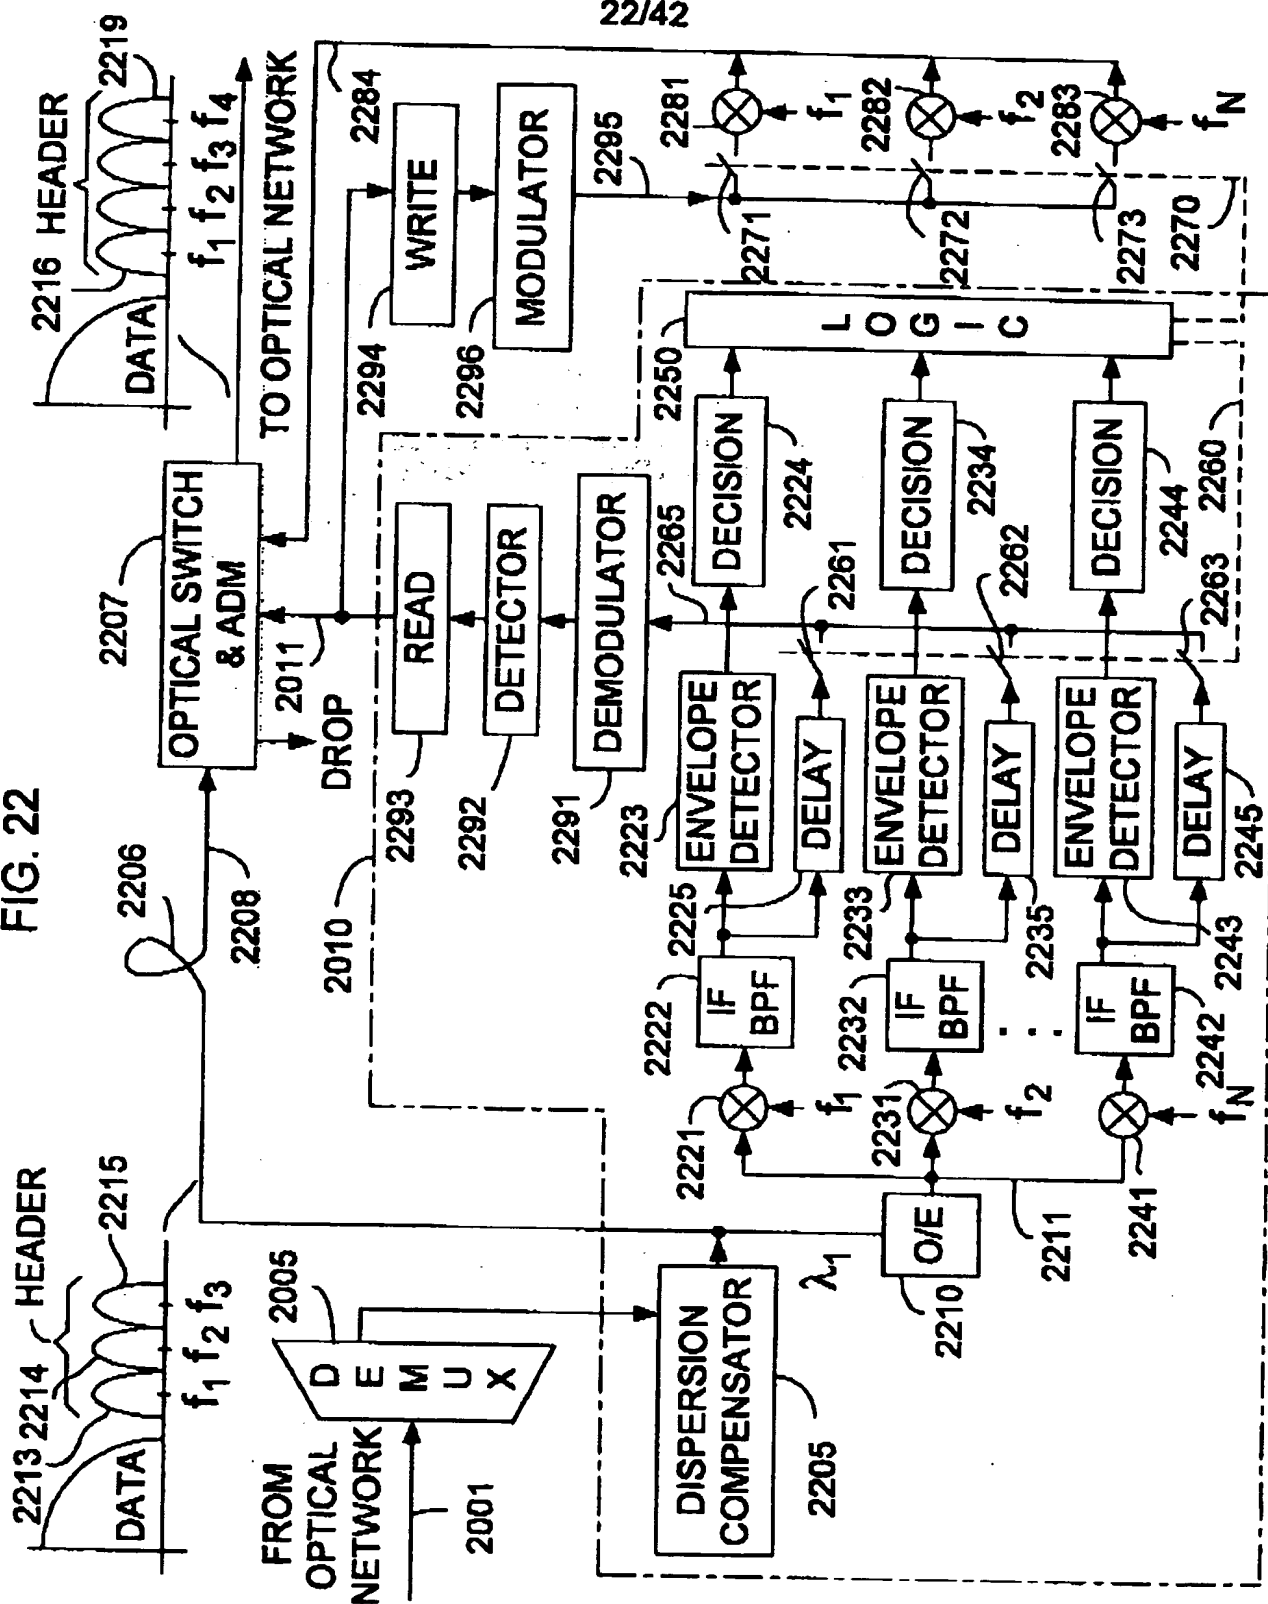 22/42
FIG. 22
2213
2214
HEADER
2215
DATA
f1 f2 f3
2216
HEADER
2219
DATA
f1 f2 f3 f4
TO OPTICAL NETWORK
FROM
OPTICAL
NETWORK
2001
DEMUX
2005
2206
2208
2207
OPTICAL SWITCH
& ADM
DROP
2011
2284
2010
DISPERSION
COMPENSATOR
2205
λ1
O/E
2210
2211
READ
2293
DETECTOR
2292
DEMODULATOR
2291
2265
WRITE
2294
MODULATOR
2296
2295
2221
f1
IF
BPF
2222
ENVELOPE
DETECTOR
2223
DELAY
2225
DECISION
2224
2261
2231
f2
IF
BPF
2232
ENVELOPE
DETECTOR
2233
DELAY
2235
DECISION
2234
2262
2241
fN
IF
BPF
2242
ENVELOPE
DETECTOR
2243
DELAY
2245
DECISION
2244
2263
2260
LOGIC
2250
2271
2272
2273
2270
2281
f1
2282
f2
2283
fN